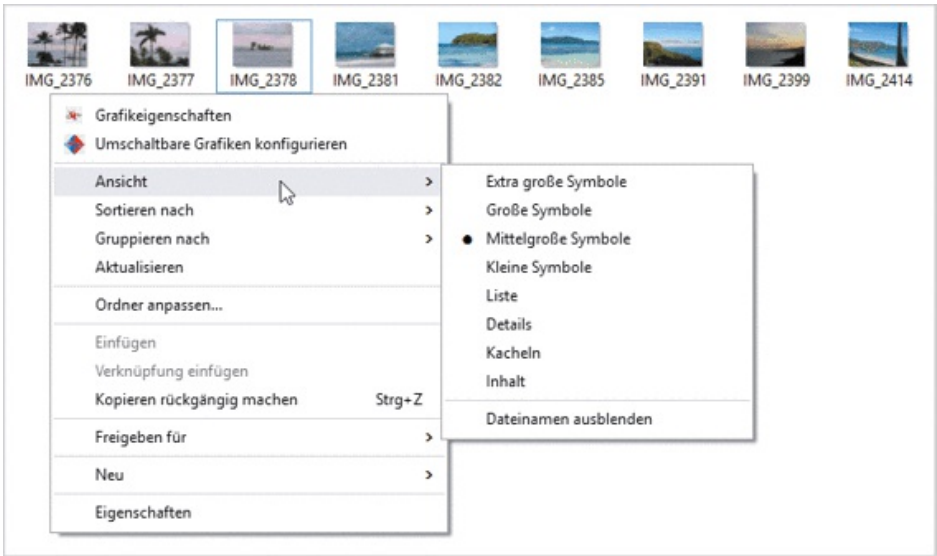 IMG_2376 IMG_2377 IMG_2378 IMG_2381 IMG_2382 IMG_2385 IMG_2391 IMG_2399 IMG_2414
Grafikeigenschaften
Umschaltbare Grafiken konfigurieren
Ansicht
Sortieren nach
Gruppieren nach
Aktualisieren
Ordner anpassen...
Einfügen
Verknüpfung einfügen
Kopieren rückgängig machen Strg+Z
Freigeben für
Neu
Eigenschaften
Extra große Symbole
Große Symbole
Mittelgroße Symbole
Kleine Symbole
Liste
Details
Kacheln
Inhalt
Dateinamen ausblenden